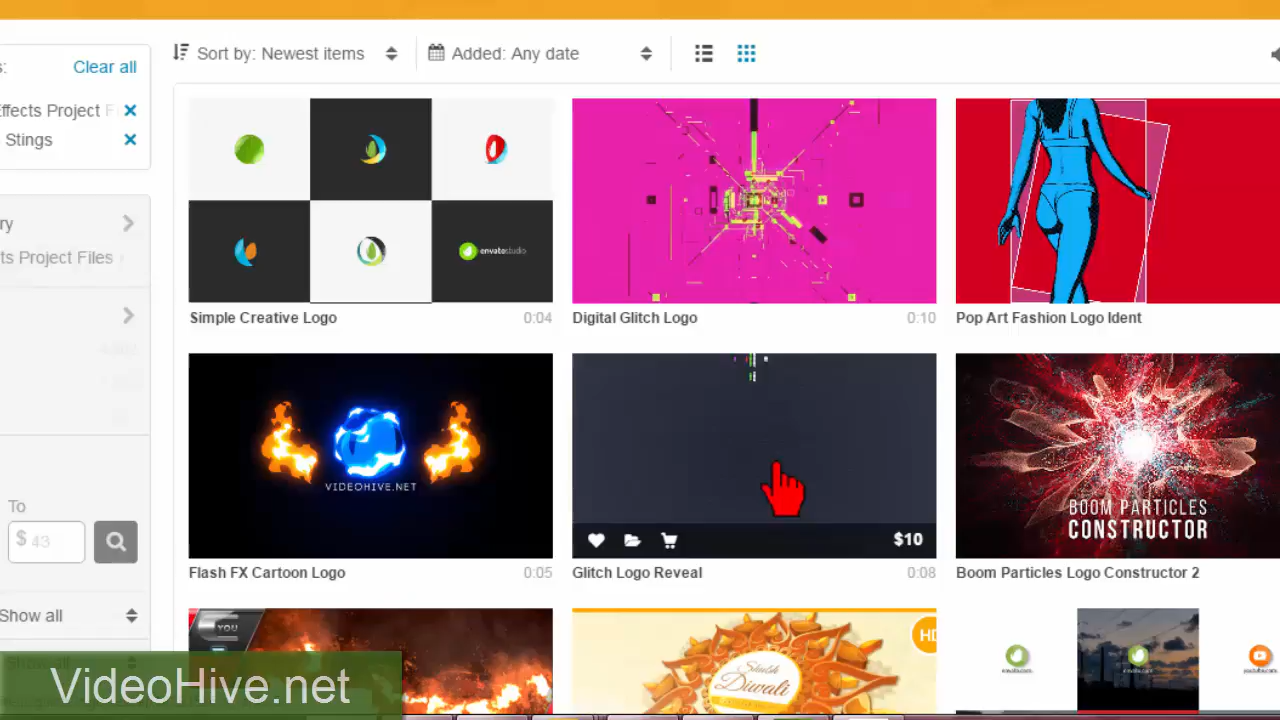 Sort by: Newest items
Added: Any date
s:
Clear all
ffects Project F
Stings
ry
ts Project Files
To
$ 43
Show all
envatostudio
Simple Creative Logo 0:04
Digital Glitch Logo 0:10
Pop Art Fashion Logo Ident
VIDEOHIVE.NET
$10
BOOM PARTICLES
CONSTRUCTOR
Flash FX Cartoon Logo 0:05
Glitch Logo Reveal 0:08
Boom Particles Logo Constructor 2
YOU
HD
Shubh
Diwali
VideoHive.net